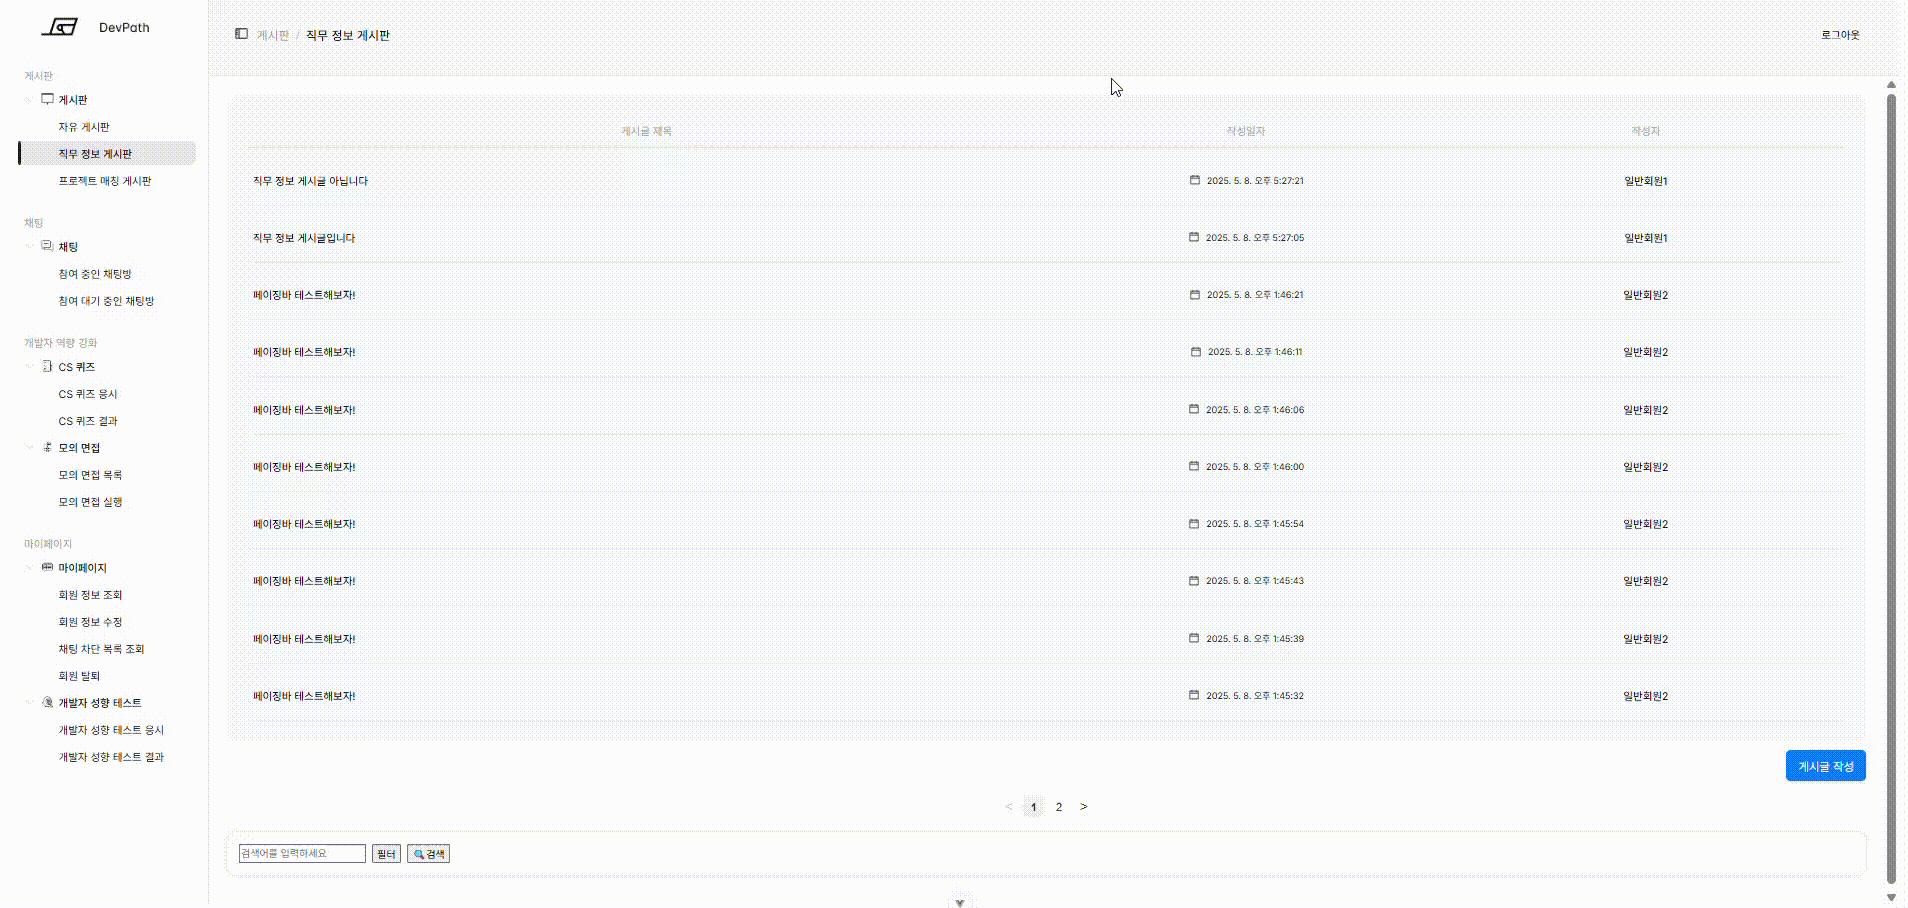 DevPath
게시판
게시판
자유 게시판
직무 정보 게시판
프로젝트 매칭 게시판
채팅
채팅
참여 중인 채팅방
참여 대기 중인 채팅방
개발자 역량 강화
CS 퀴즈
CS 퀴즈 응시
CS 퀴즈 결과
모의 면접
모의 면접 목록
모의 면접 실행
마이페이지
마이페이지
회원 정보 조회
회원 정보 수정
채팅 차단 목록 조회
회원 탈퇴
개발자 성향 테스트
개발자 성향 테스트 응시
개발자 성향 테스트 결과
게시판 / 직무 정보 게시판
로그아웃
게시글 제목 작성일자 작성자
직무 정보 게시글 아닙니다 2025. 5. 8. 오후 5:27:21 일반회원1
직무 정보 게시글입니다 2025. 5. 8. 오후 5:27:05 일반회원1
페이징바 테스트해보자! 2025. 5. 8. 오후 1:46:21 일반회원2
페이징바 테스트해보자! 2025. 5. 8. 오후 1:46:11 일반회원2
페이징바 테스트해보자! 2025. 5. 8. 오후 1:46:06 일반회원2
페이징바 테스트해보자! 2025. 5. 8. 오후 1:46:00 일반회원2
페이징바 테스트해보자! 2025. 5. 8. 오후 1:45:54 일반회원2
페이징바 테스트해보자! 2025. 5. 8. 오후 1:45:43 일반회원2
페이징바 테스트해보자! 2025. 5. 8. 오후 1:45:39 일반회원2
페이징바 테스트해보자! 2025. 5. 8. 오후 1:45:32 일반회원2
게시글 작성
< 1 2 >
검색어를 입력하세요 필터 검색